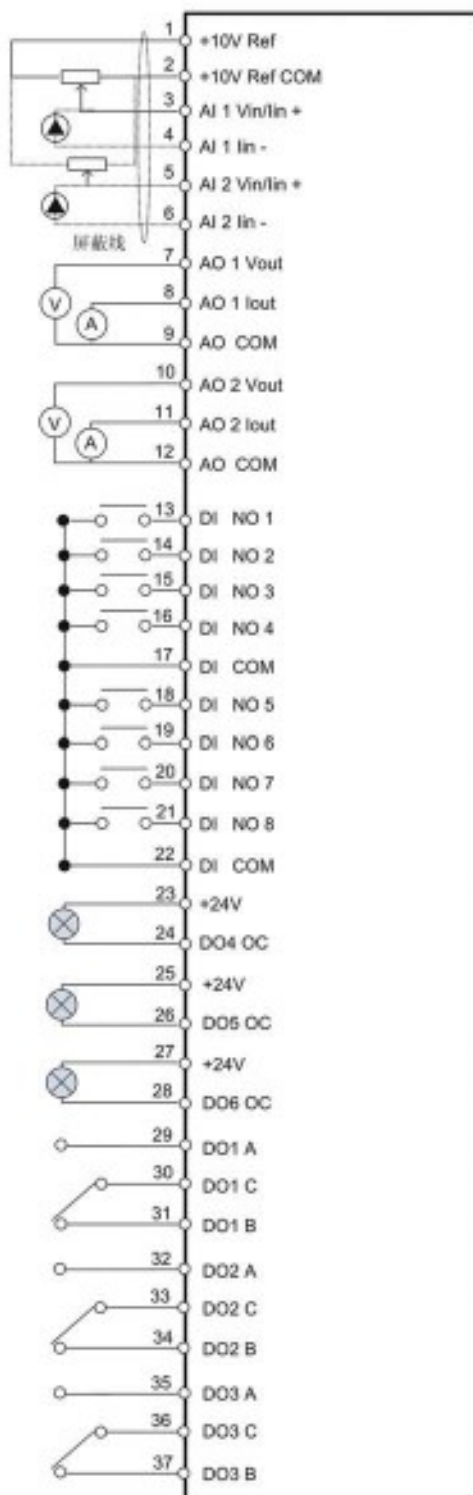 1 +10V Ref
2 +10V Ref COM
3 AI 1 Vin/Iin +
4 AI 1 Iin -
5 AI 2 Vin/Iin +
6 AI 2 Iin -
屏蔽线
7 AO 1 Vout
V
8 AO 1 Iout
A
9 AO COM
10 AO 2 Vout
V
11 AO 2 Iout
A
12 AO COM
13 DI NO 1
14 DI NO 2
15 DI NO 3
16 DI NO 4
17 DI COM
18 DI NO 5
19 DI NO 6
20 DI NO 7
21 DI NO 8
22 DI COM
23 +24V
24 DO4 OC
25 +24V
26 DO5 OC
27 +24V
28 DO6 OC
29 DO1 A
30 DO1 C
31 DO1 B
32 DO2 A
33 DO2 C
34 DO2 B
35 DO3 A
36 DO3 C
37 DO3 B